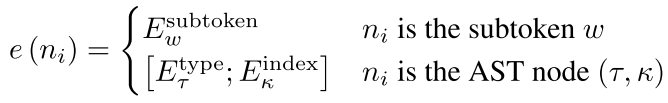 e (n_i) = { E_w^subtoken   n_i is the subtoken w
[E_τ^type ; E_κ^index]   n_i is the AST node (τ, κ)